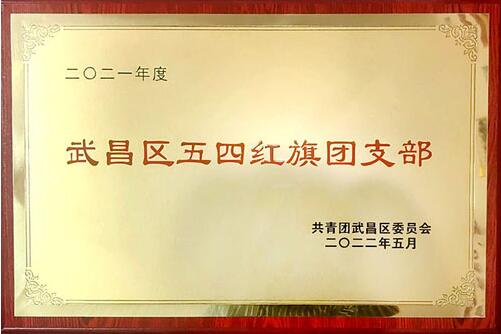 二〇二一年度
武昌区五四红旗团支部
共青团武昌区委员会
二〇二二年五月